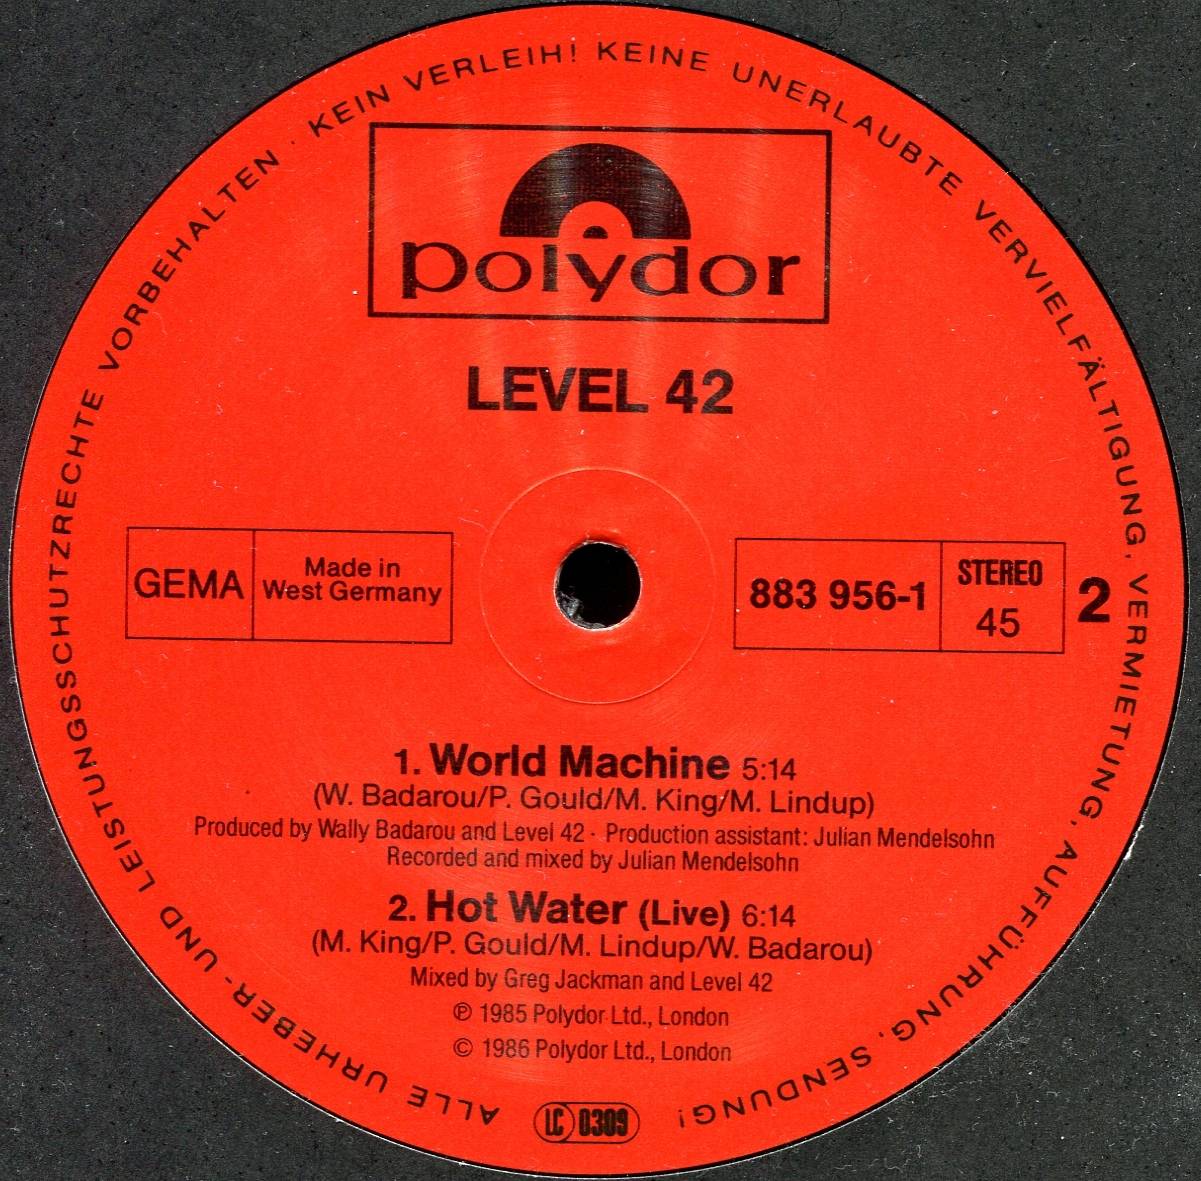 ALLE URHEBER- UND LEISTUNGSSCHUTZRECHTE VORBEHALTEN · KEIN VERLEIH! KEINE UNERLAUBTE VERVIELFÄLTIGUNG, VERMIETUNG, AUFFÜHRUNG, SENDUNG!
polydor
LEVEL 42
GEMA
Made in
West Germany
883 956-1
STEREO
45
2
1. World Machine 5:14
(W. Badarou/P. Gould/M. King/M. Lindup)
Produced by Wally Badarou and Level 42 · Production assistant: Julian Mendelsohn
Recorded and mixed by Julian Mendelsohn
2. Hot Water (Live) 6:14
(M. King/P. Gould/M. Lindup/W. Badarou)
Mixed by Greg Jackman and Level 42
℗ 1985 Polydor Ltd., London
© 1986 Polydor Ltd., London
LC 0309